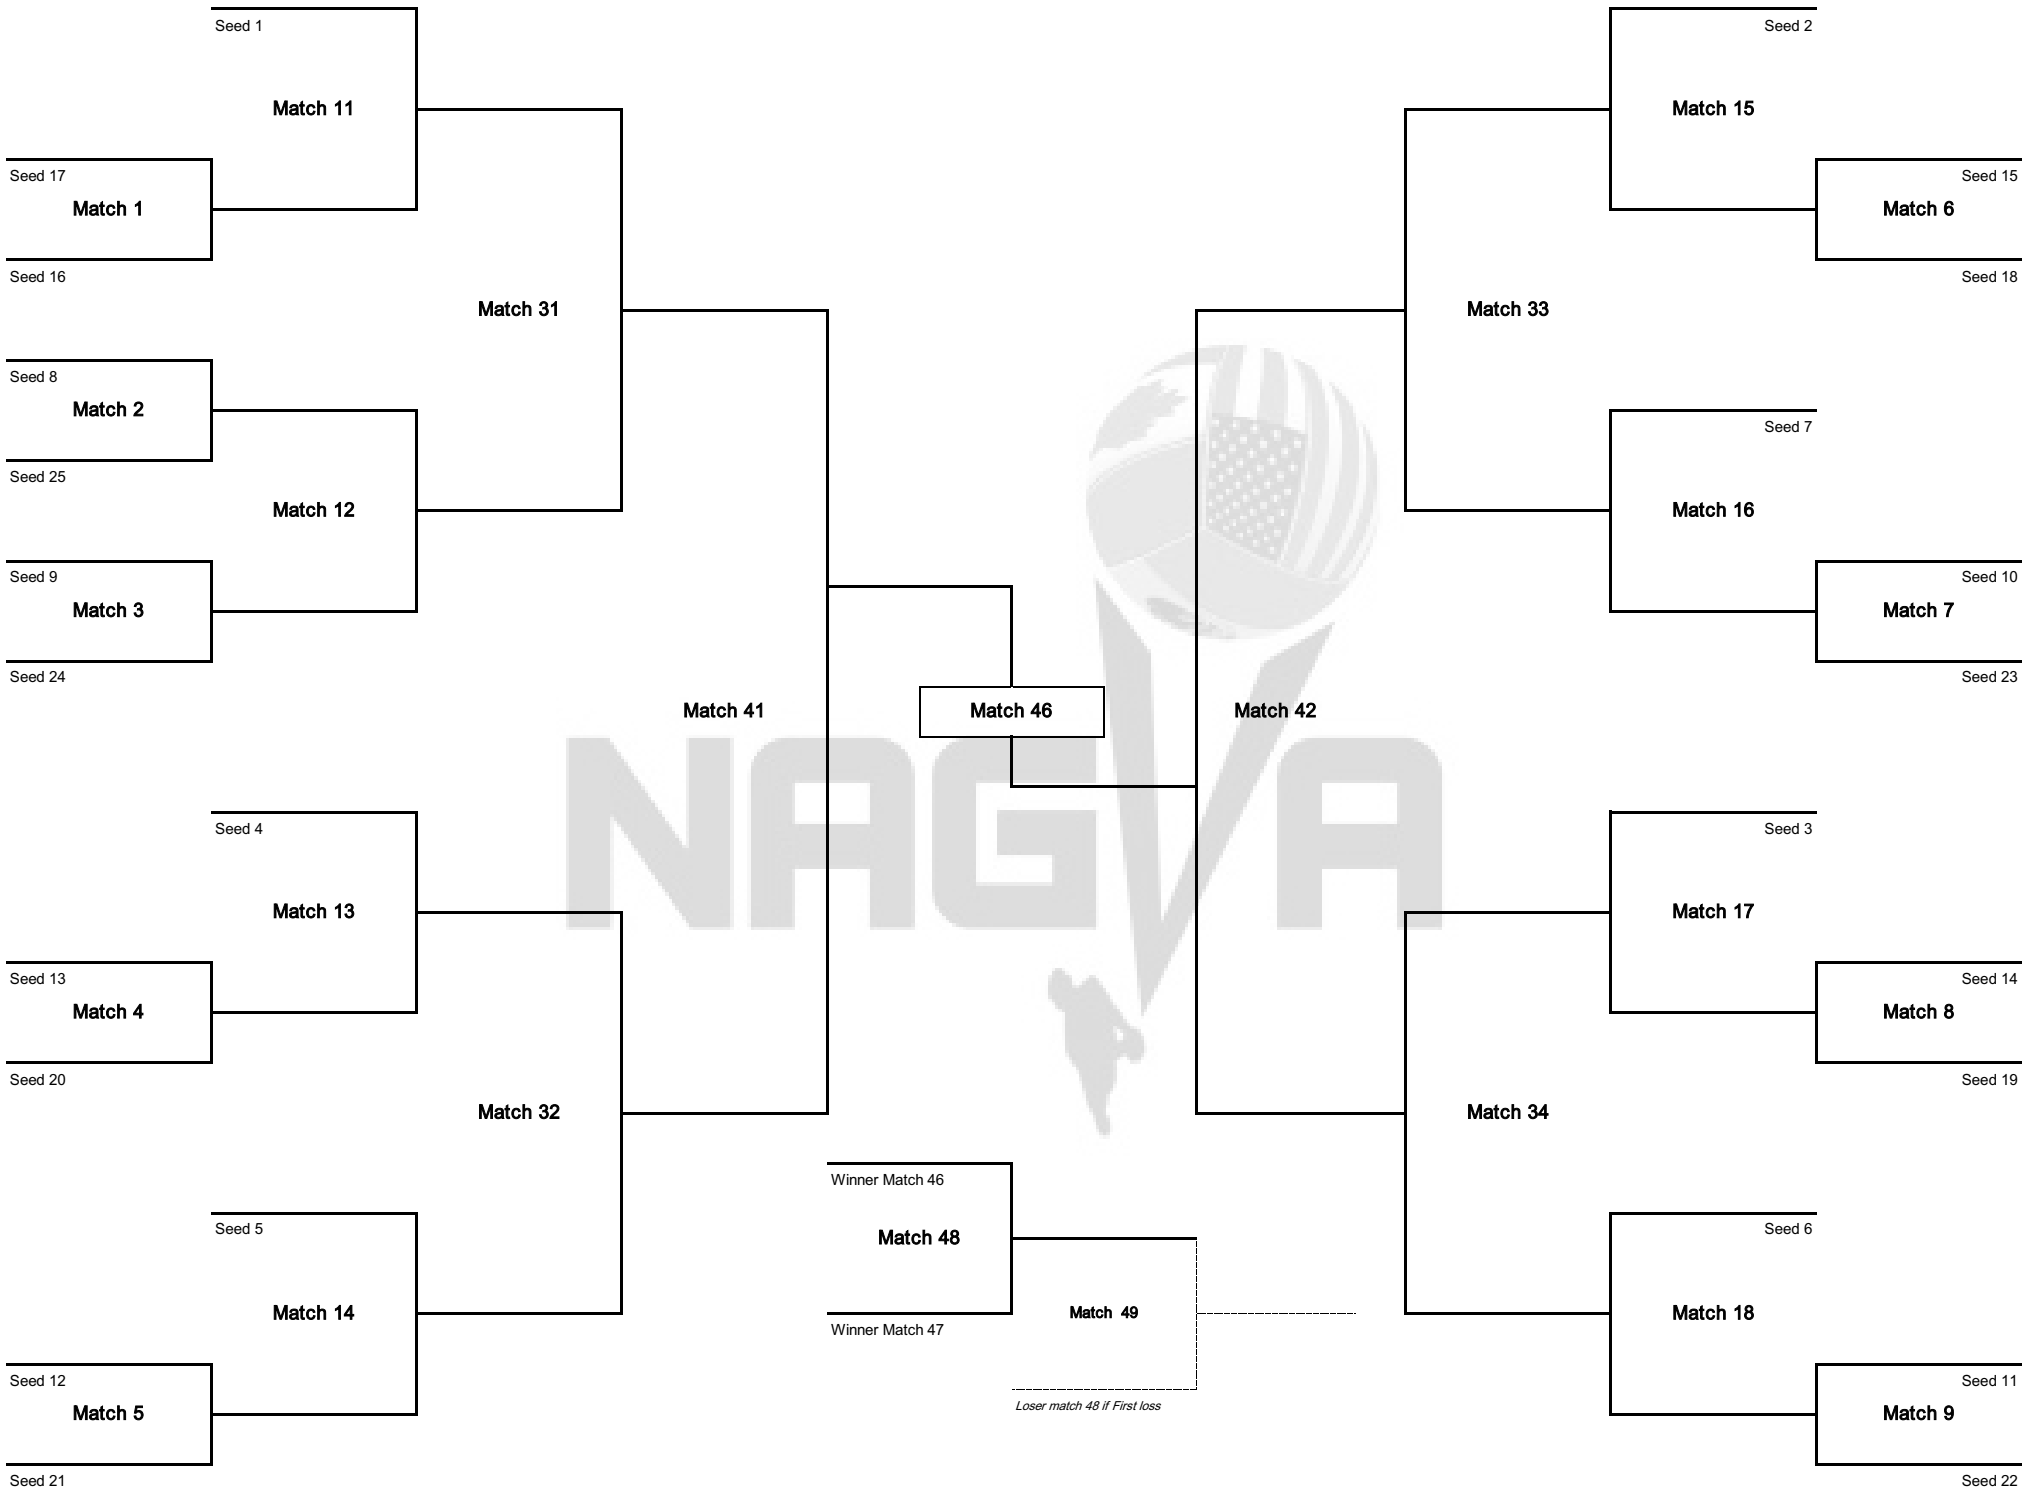 Seed 1
Seed 2
Match 11
Match 15
Seed 17
Seed 15
Match 1
Match 6
Seed 16
Seed 18
Match 31
Match 33
Seed 8
Match 2
Seed 7
Seed 25
Match 12
Match 16
Seed 9
Seed 10
Match 3
Match 7
Seed 24
Seed 23
Match 41
Match 46
Match 42
NAGVA
Seed 4
Seed 3
Match 13
Match 17
Seed 13
Seed 14
Match 4
Match 8
Seed 20
Seed 19
Match 32
Match 34
Winner Match 46
Seed 5
Match 48
Seed 6
Match 14
Match 49
Match 18
Winner Match 47
Seed 12
Seed 11
Loser match 48 if First loss
Match 5
Match 9
Seed 21
Seed 22